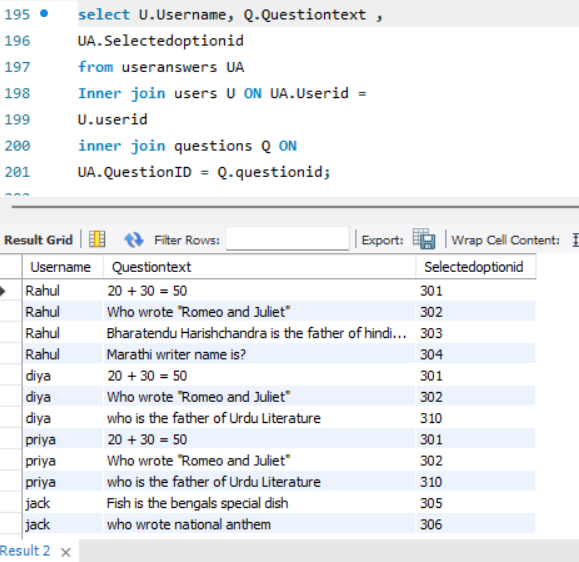 195 select U.Username, Q.Questiontext ,
196 UA.Selectedoptionid
197 from useranswers UA
198 Inner join users U ON UA.Userid =
199 U.userid
200 inner join questions Q ON
201 UA.QuestionID = Q.questionid;
Result Grid Filter Rows: Export: Wrap Cell Content:
Username Questiontext Selectedoptionid
Rahul 20 + 30 = 50 301
Rahul Who wrote "Romeo and Juliet" 302
Rahul Bharatendu Harishchandra is the father of hindi... 303
Rahul Marathi writer name is? 304
diya 20 + 30 = 50 301
diya Who wrote "Romeo and Juliet" 302
diya who is the father of Urdu Literature 310
priya 20 + 30 = 50 301
priya Who wrote "Romeo and Juliet" 302
priya who is the father of Urdu Literature 310
jack Fish is the bengals special dish 305
jack who wrote national anthem 306
Result 2